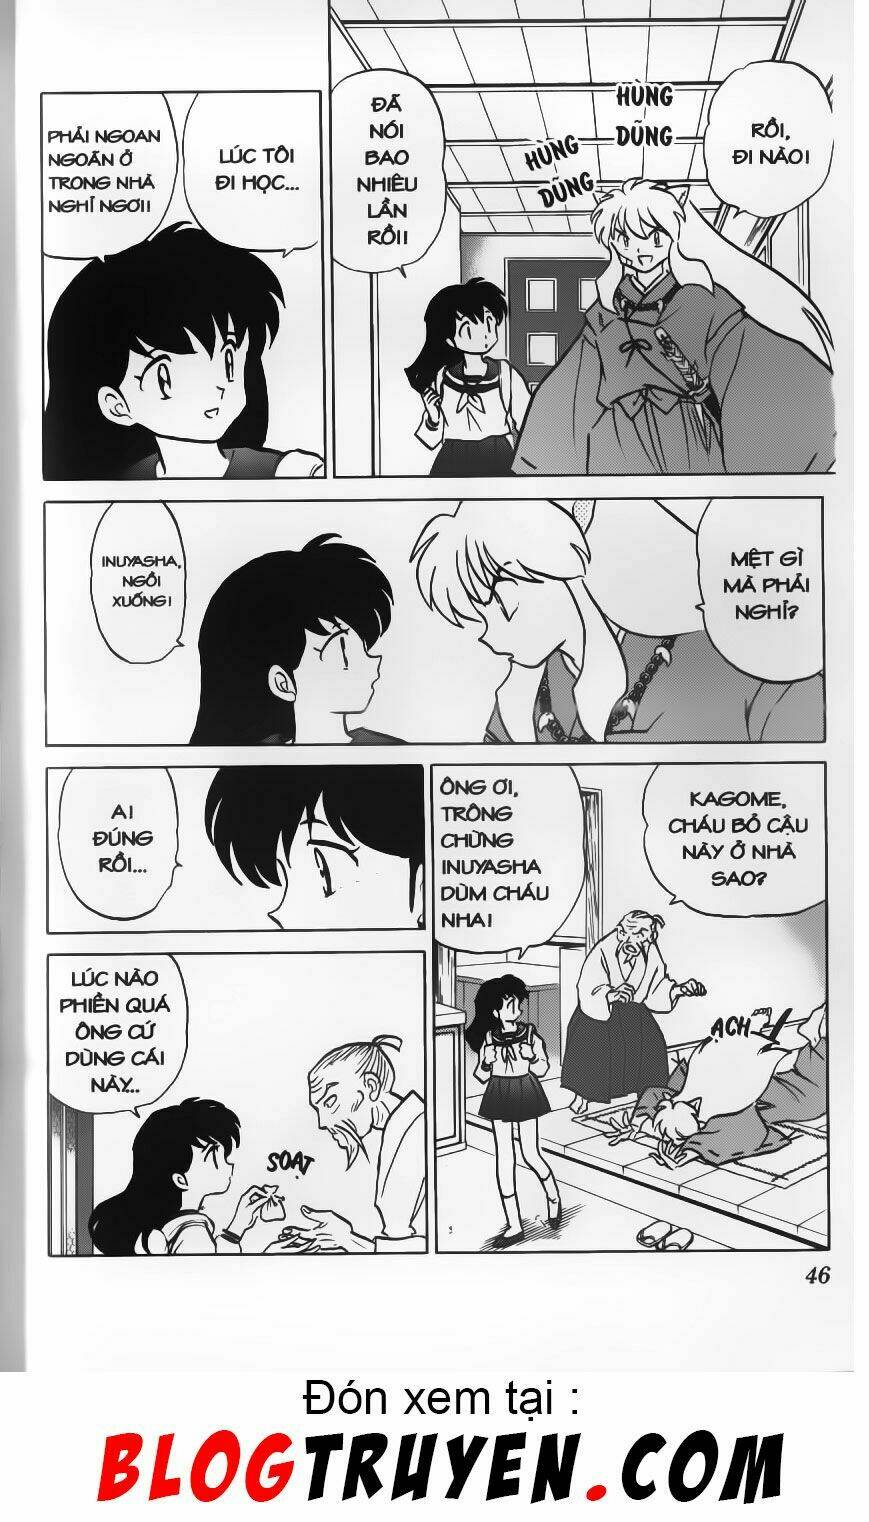 RỒI,
ĐI NÀO!
HÙNG
DŨNG
HÙNG
DŨNG
ĐÃ
NÓI
BAO
NHIÊU
LẦN
RỒI!
LÚC TÔI
ĐI HỌC...
PHẢI NGOAN
NGOÃN Ở
TRONG NHÀ
NGHỈ NGƠI!
MỆT GÌ
MÀ PHẢI
NGHỈ?
INUYASHA,
NGỒI
XUỐNG!
KAGOME,
CHÁU BỎ CẬU
NÀY Ở NHÀ
SAO?
ÔNG ƠI,
TRÔNG
CHỪNG
INUYASHA
DÙM CHÁU
NHA!
ẠCH
A!
ĐÚNG
RỒI...
LÚC NÀO
PHIỀN QUÁ
ÔNG CỨ
DÙNG CÁI
NÀY...
SOẠT
46
Đón xem tại :
BLOGTRUYEN.COM